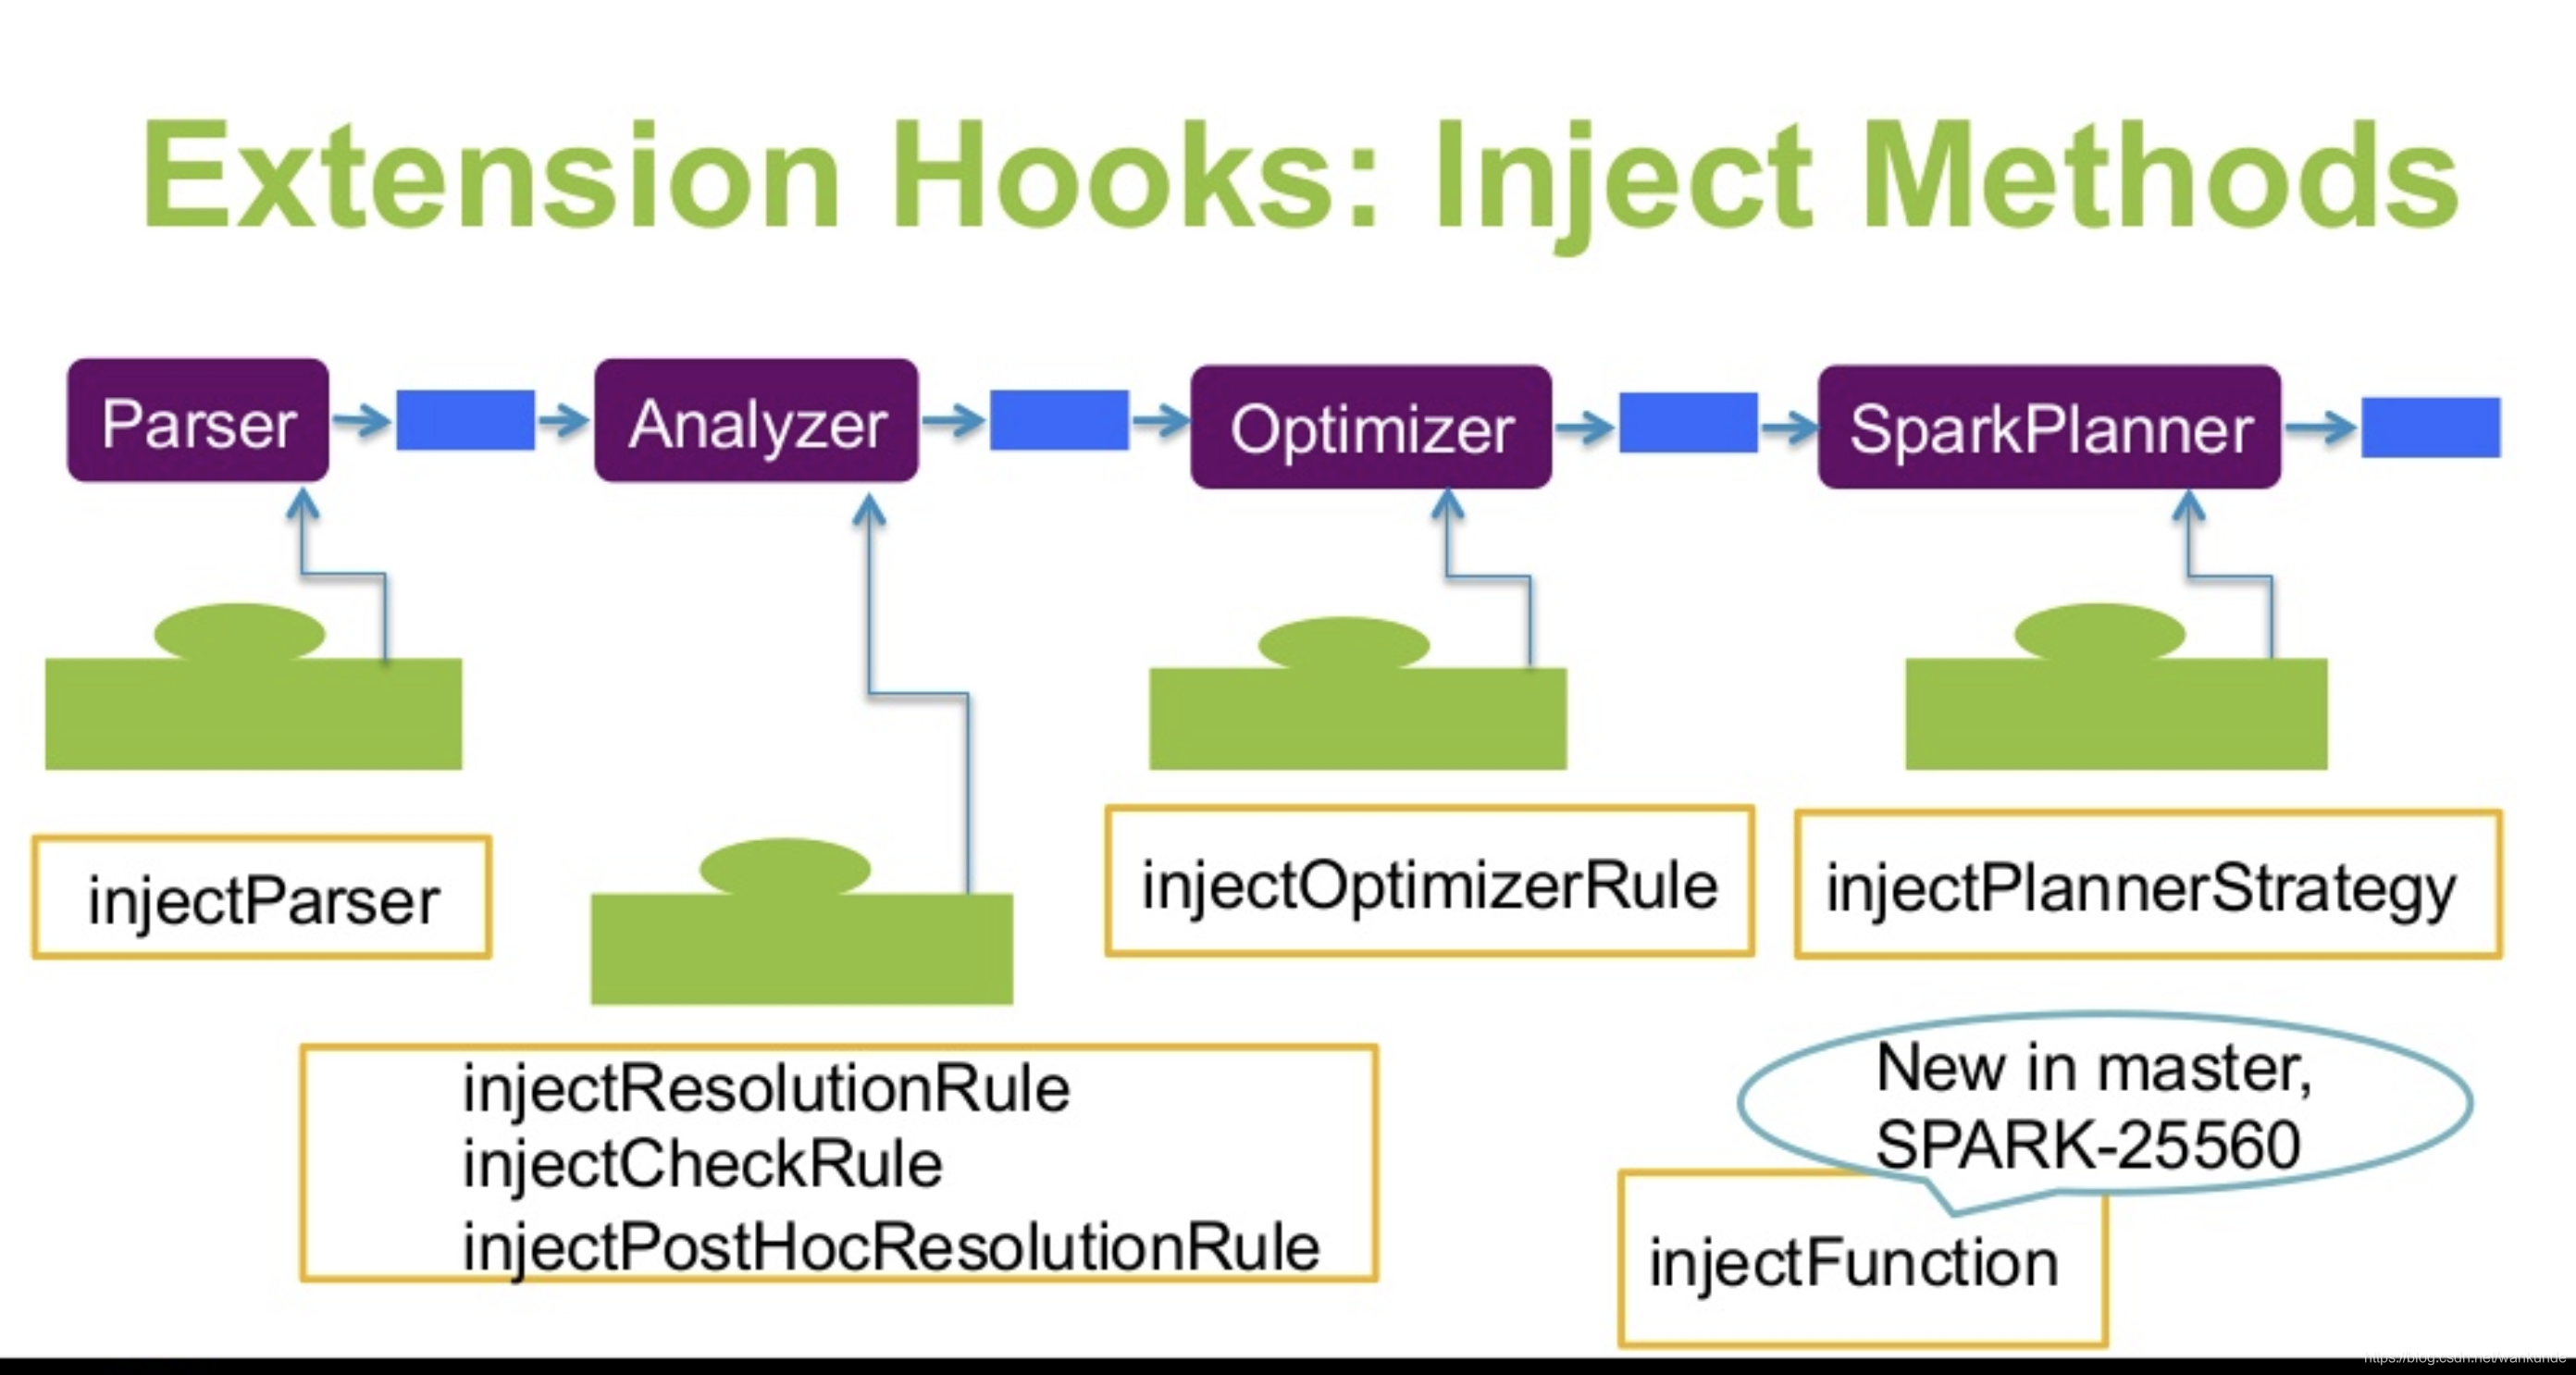 Extension Hooks: Inject Methods
Parser
Analyzer
Optimizer
SparkPlanner
injectParser
injectOptimizerRule
injectPlannerStrategy
injectResolutionRule
injectCheckRule
injectPostHocResolutionRule
New in master,
SPARK-25560
injectFunction
https://blog.csdn.net/wankunde